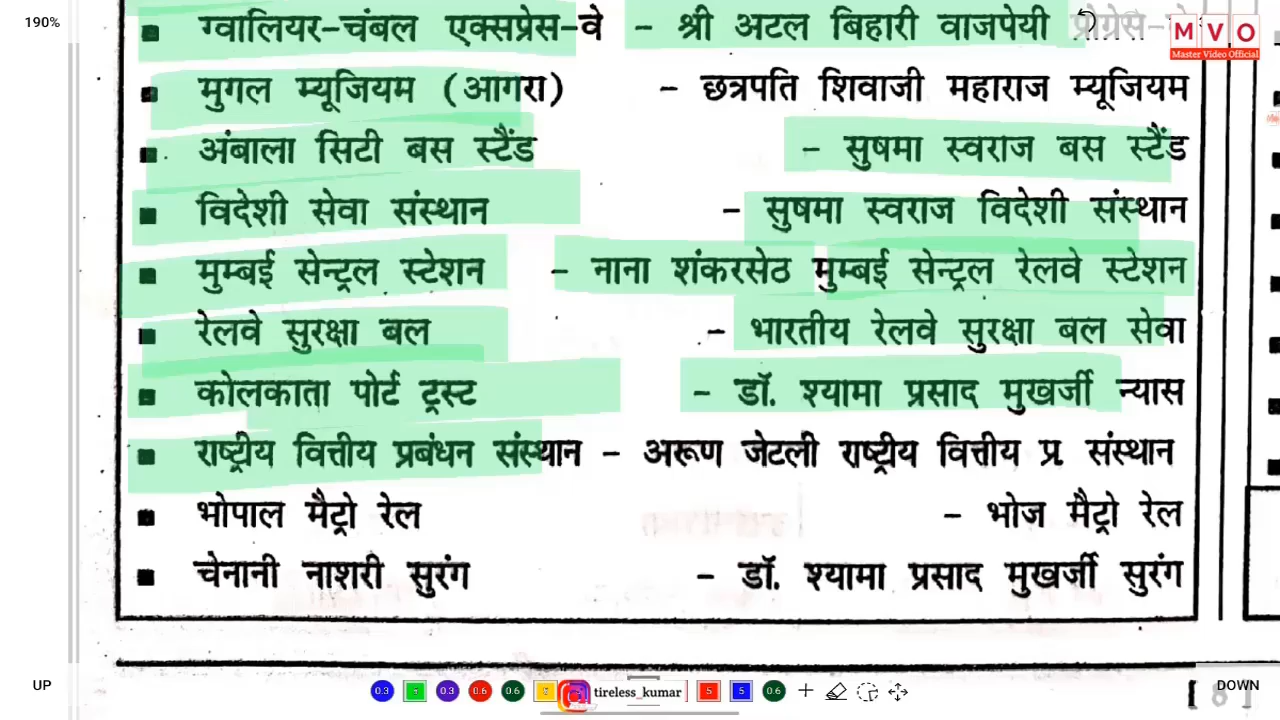 190%
■ ग्वालियर-चंबल एक्सप्रेस-वे - श्री अटल बिहारी वाजपेयी प्रोग्रेस-वे
MVO
Master Video Official
■ मुगल म्यूजियम (आगरा) - छत्रपति शिवाजी महाराज म्यूजियम
■ अंबाला सिटी बस स्टैंड - सुषमा स्वराज बस स्टैंड
■ विदेशी सेवा संस्थान - सुषमा स्वराज विदेशी संस्थान
■ मुम्बई सेन्ट्रल स्टेशन - नाना शंकरसेठ मुम्बई सेन्ट्रल रेलवे स्टेशन
■ रेलवे सुरक्षा बल - भारतीय रेलवे सुरक्षा बल सेवा
■ कोलकाता पोर्ट ट्रस्ट - डॉ. श्यामा प्रसाद मुखर्जी न्यास
■ राष्ट्रीय वित्तीय प्रबंधन संस्थान - अरूण जेटली राष्ट्रीय वित्तीय प्र. संस्थान
■ भोपाल मैट्रो रेल - भोज मैट्रो रेल
■ चेनानी नाशरी सुरंग - डॉ. श्यामा प्रसाद मुखर्जी सुरंग
UP
0.3 0.3 0.6 0.6 tireless_kumar 5 5 0.6
[ 8 ]
DOWN